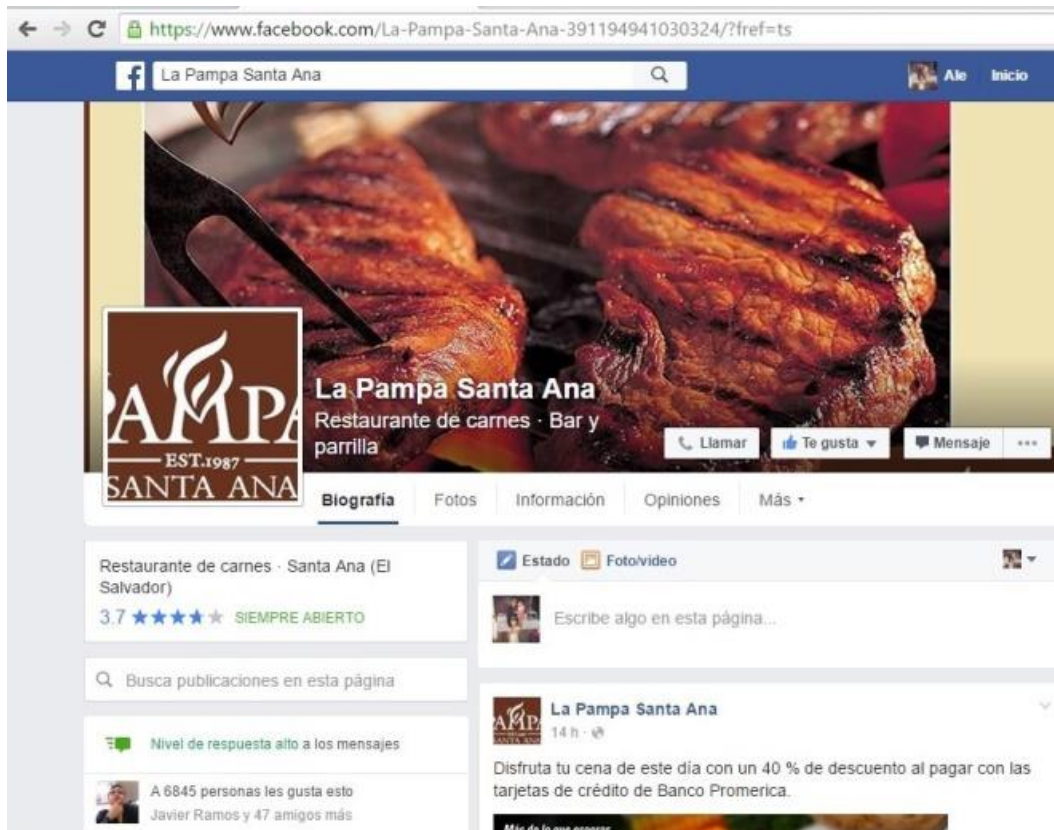 https://www.facebook.com/La-Pampa-Santa-Ana-391194941030324/?fref=ts
La Pampa Santa Ana
Ale Inicio
PAMPA
EST.1987
SANTA ANA
La Pampa Santa Ana
Restaurante de carnes · Bar y
parrilla
Llamar Te gusta Mensaje
Biografía Fotos Información Opiniones Más
Restaurante de carnes · Santa Ana (El
Salvador)
3.7 SIEMPRE ABIERTO
Busca publicaciones en esta página
Nivel de respuesta alto a los mensajes
A 6845 personas les gusta esto
Javier Ramos y 47 amigos más
Estado Foto/video
Escribe algo en esta página...
La Pampa Santa Ana
14 h
Disfruta tu cena de este día con un 40 % de descuento al pagar con las
tarjetas de crédito de Banco Promerica.
Más de lo que esperas